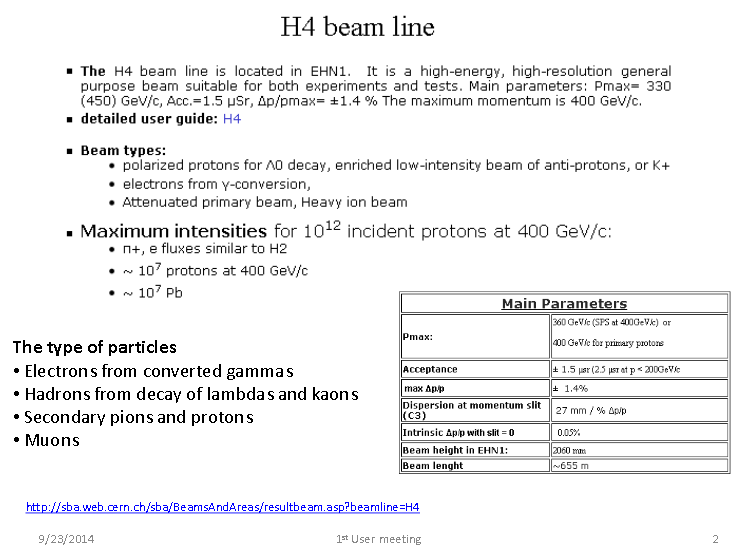 H4 beam line
▪ The H4 beam line is located in EHN1. It is a high-energy, high-resolution general
purpose beam suitable for both experiments and tests. Main parameters: Pmax= 330
(450) GeV/c, Acc.=1.5 µSr, Δp/pmax= ±1.4 % The maximum momentum is 400 GeV/c.
▪ detailed user guide: H4
▪ Beam types:
• polarized protons for Λ0 decay, enriched low-intensity beam of anti-protons, or K+
• electrons from γ-conversion,
• Attenuated primary beam, Heavy ion beam
▪ Maximum intensities for 10¹² incident protons at 400 GeV/c:
• π+, e fluxes similar to H2
• ~ 10⁷ protons at 400 GeV/c
• ~ 10⁷ Pb
The type of particles
• Electrons from converted gammas
• Hadrons from decay of lambdas and kaons
• Secondary pions and protons
• Muons
Main Parameters
Pmax: 360 GeV/c (SPS at 400GeV/c) or
400 GeV/c for primary protons
Acceptance ± 1.5 µsr (2.5 µsr at p < 200GeV/c
max Δp/p ± 1.4%
Dispersion at momentum slit
(C3) 27 mm / % Δp/p
Intrinsic Δp/p with slit = 0 0.05%
Beam height in EHN1: 2060 mm
Beam lenght ~655 m
http://sba.web.cern.ch/sba/BeamsAndAreas/resultbeam.asp?beamline=H4
9/23/2014 1st User meeting 2